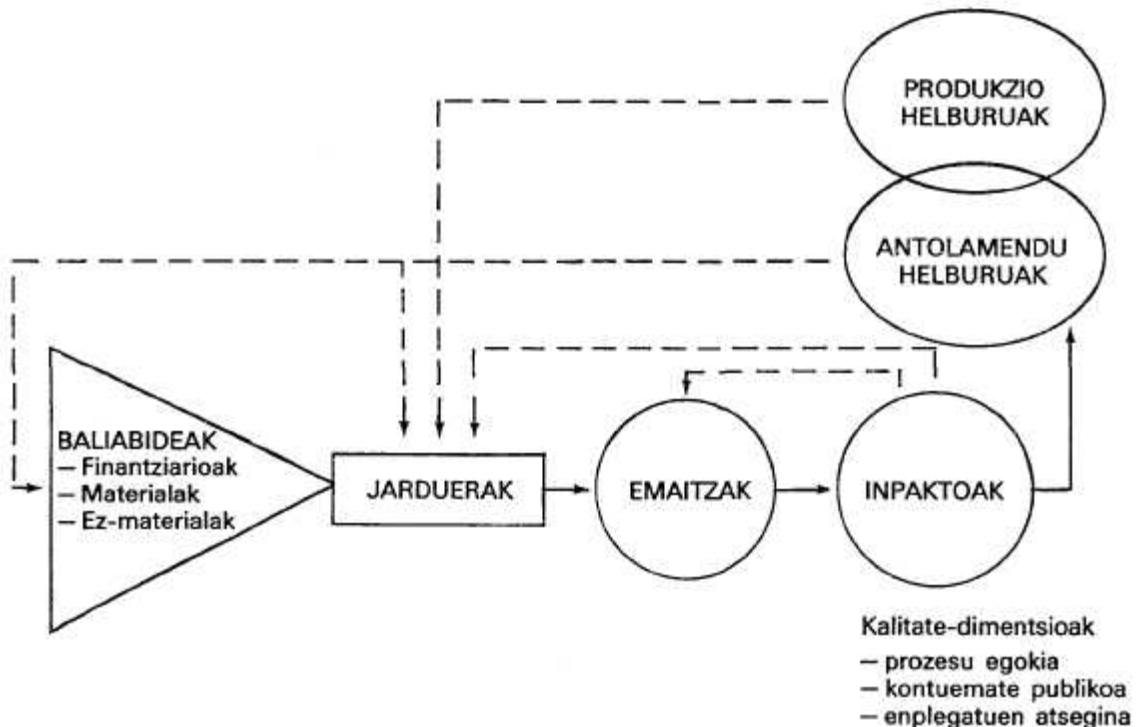 PRODUKZIO
HELBURUAK
ANTOLAMENDU
HELBURUAK
BALIABIDEAK
– Finantziarioak
– Materialak
– Ez-materialak
JARDUERAK
EMAITZAK
INPAKTOAK
Kalitate-dimentsioak
– prozesu egokia
– kontuemate publikoa
– enplegatuen atsegina